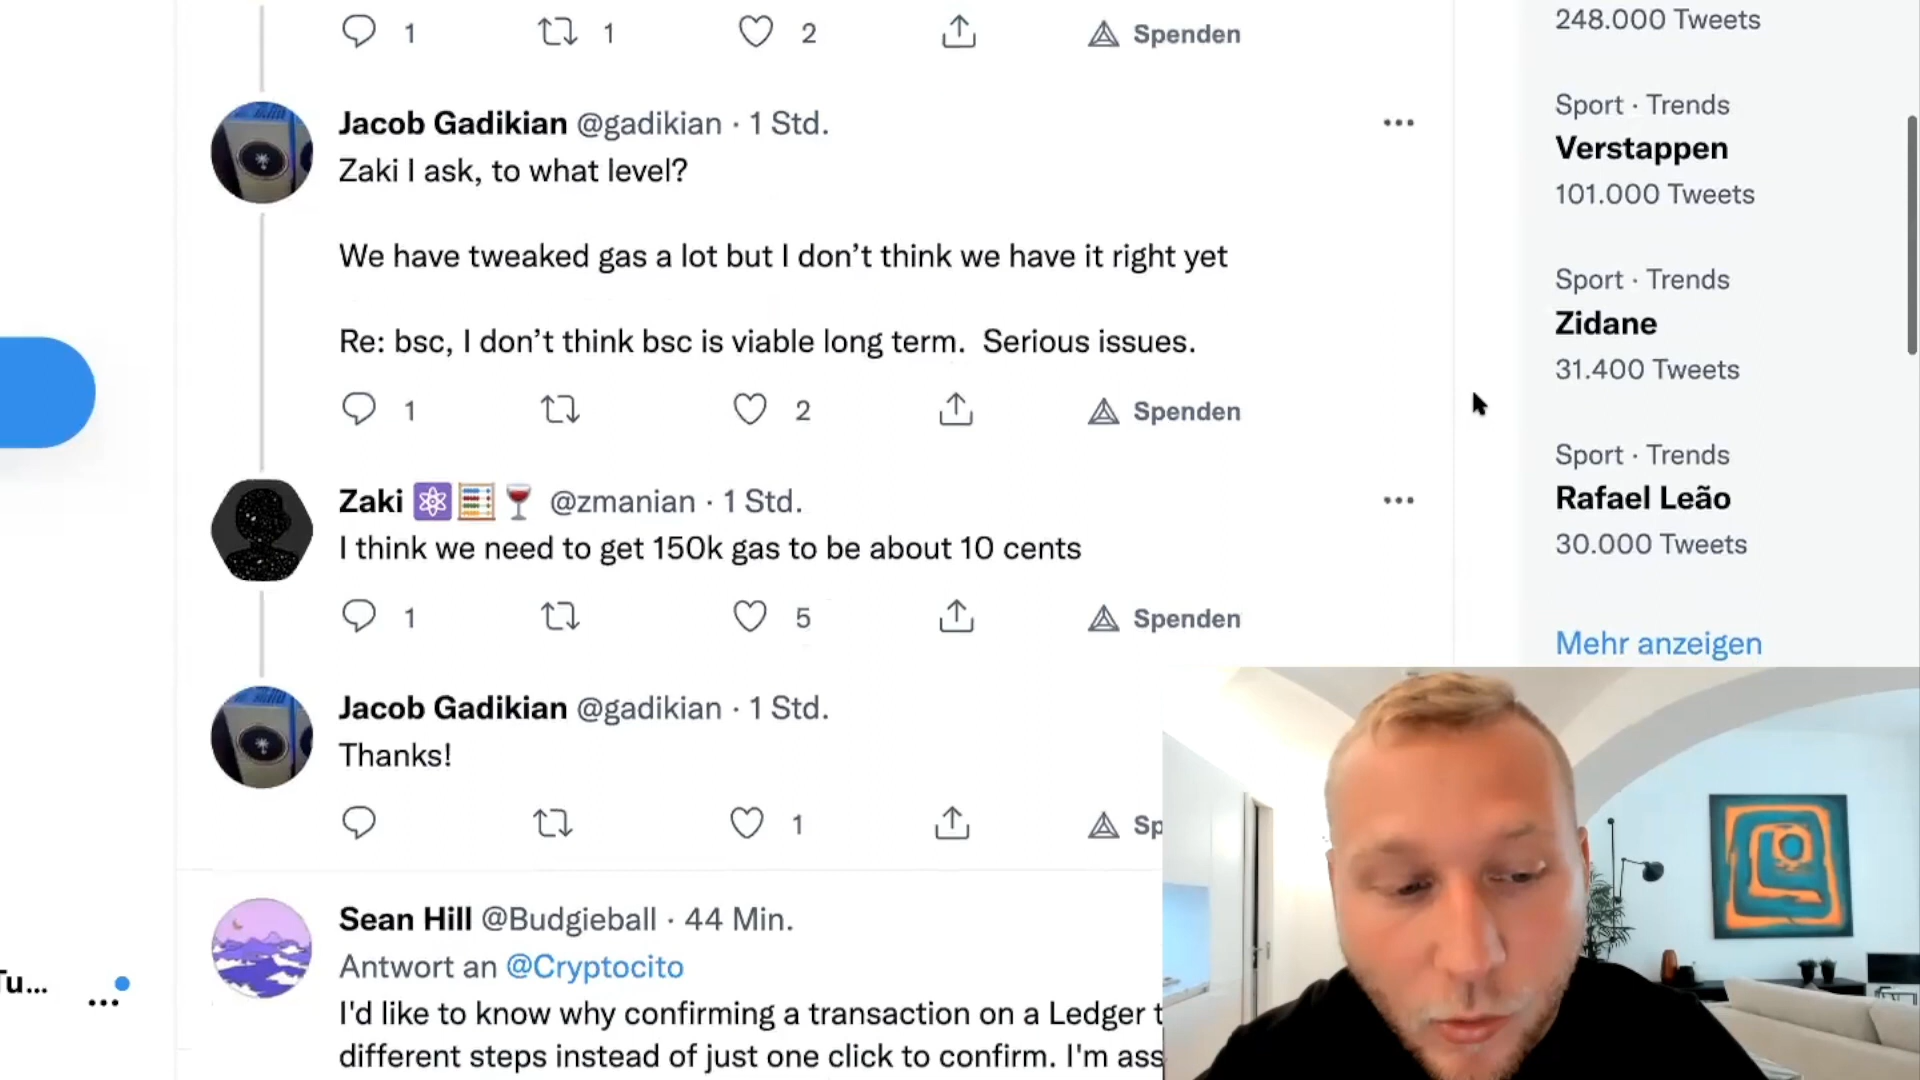 1 1 2 Spenden
Jacob Gadikian @gadikian · 1 Std.
Zaki I ask, to what level?
We have tweaked gas a lot but I don’t think we have it right yet
Re: bsc, I don’t think bsc is viable long term.  Serious issues.
1 2 Spenden
Zaki @zmanian · 1 Std.
I think we need to get 150k gas to be about 10 cents
1 5 Spenden
Jacob Gadikian @gadikian · 1 Std.
Thanks!
1 Sp
Sean Hill @Budgieball · 44 Min.
Antwort an @Cryptocito
I'd like to know why confirming a transaction on a Ledger t
different steps instead of just one click to confirm. I'm ass
Tu...
248.000 Tweets
Sport · Trends
Verstappen
101.000 Tweets
Sport · Trends
Zidane
31.400 Tweets
Sport · Trends
Rafael Leão
30.000 Tweets
Mehr anzeigen